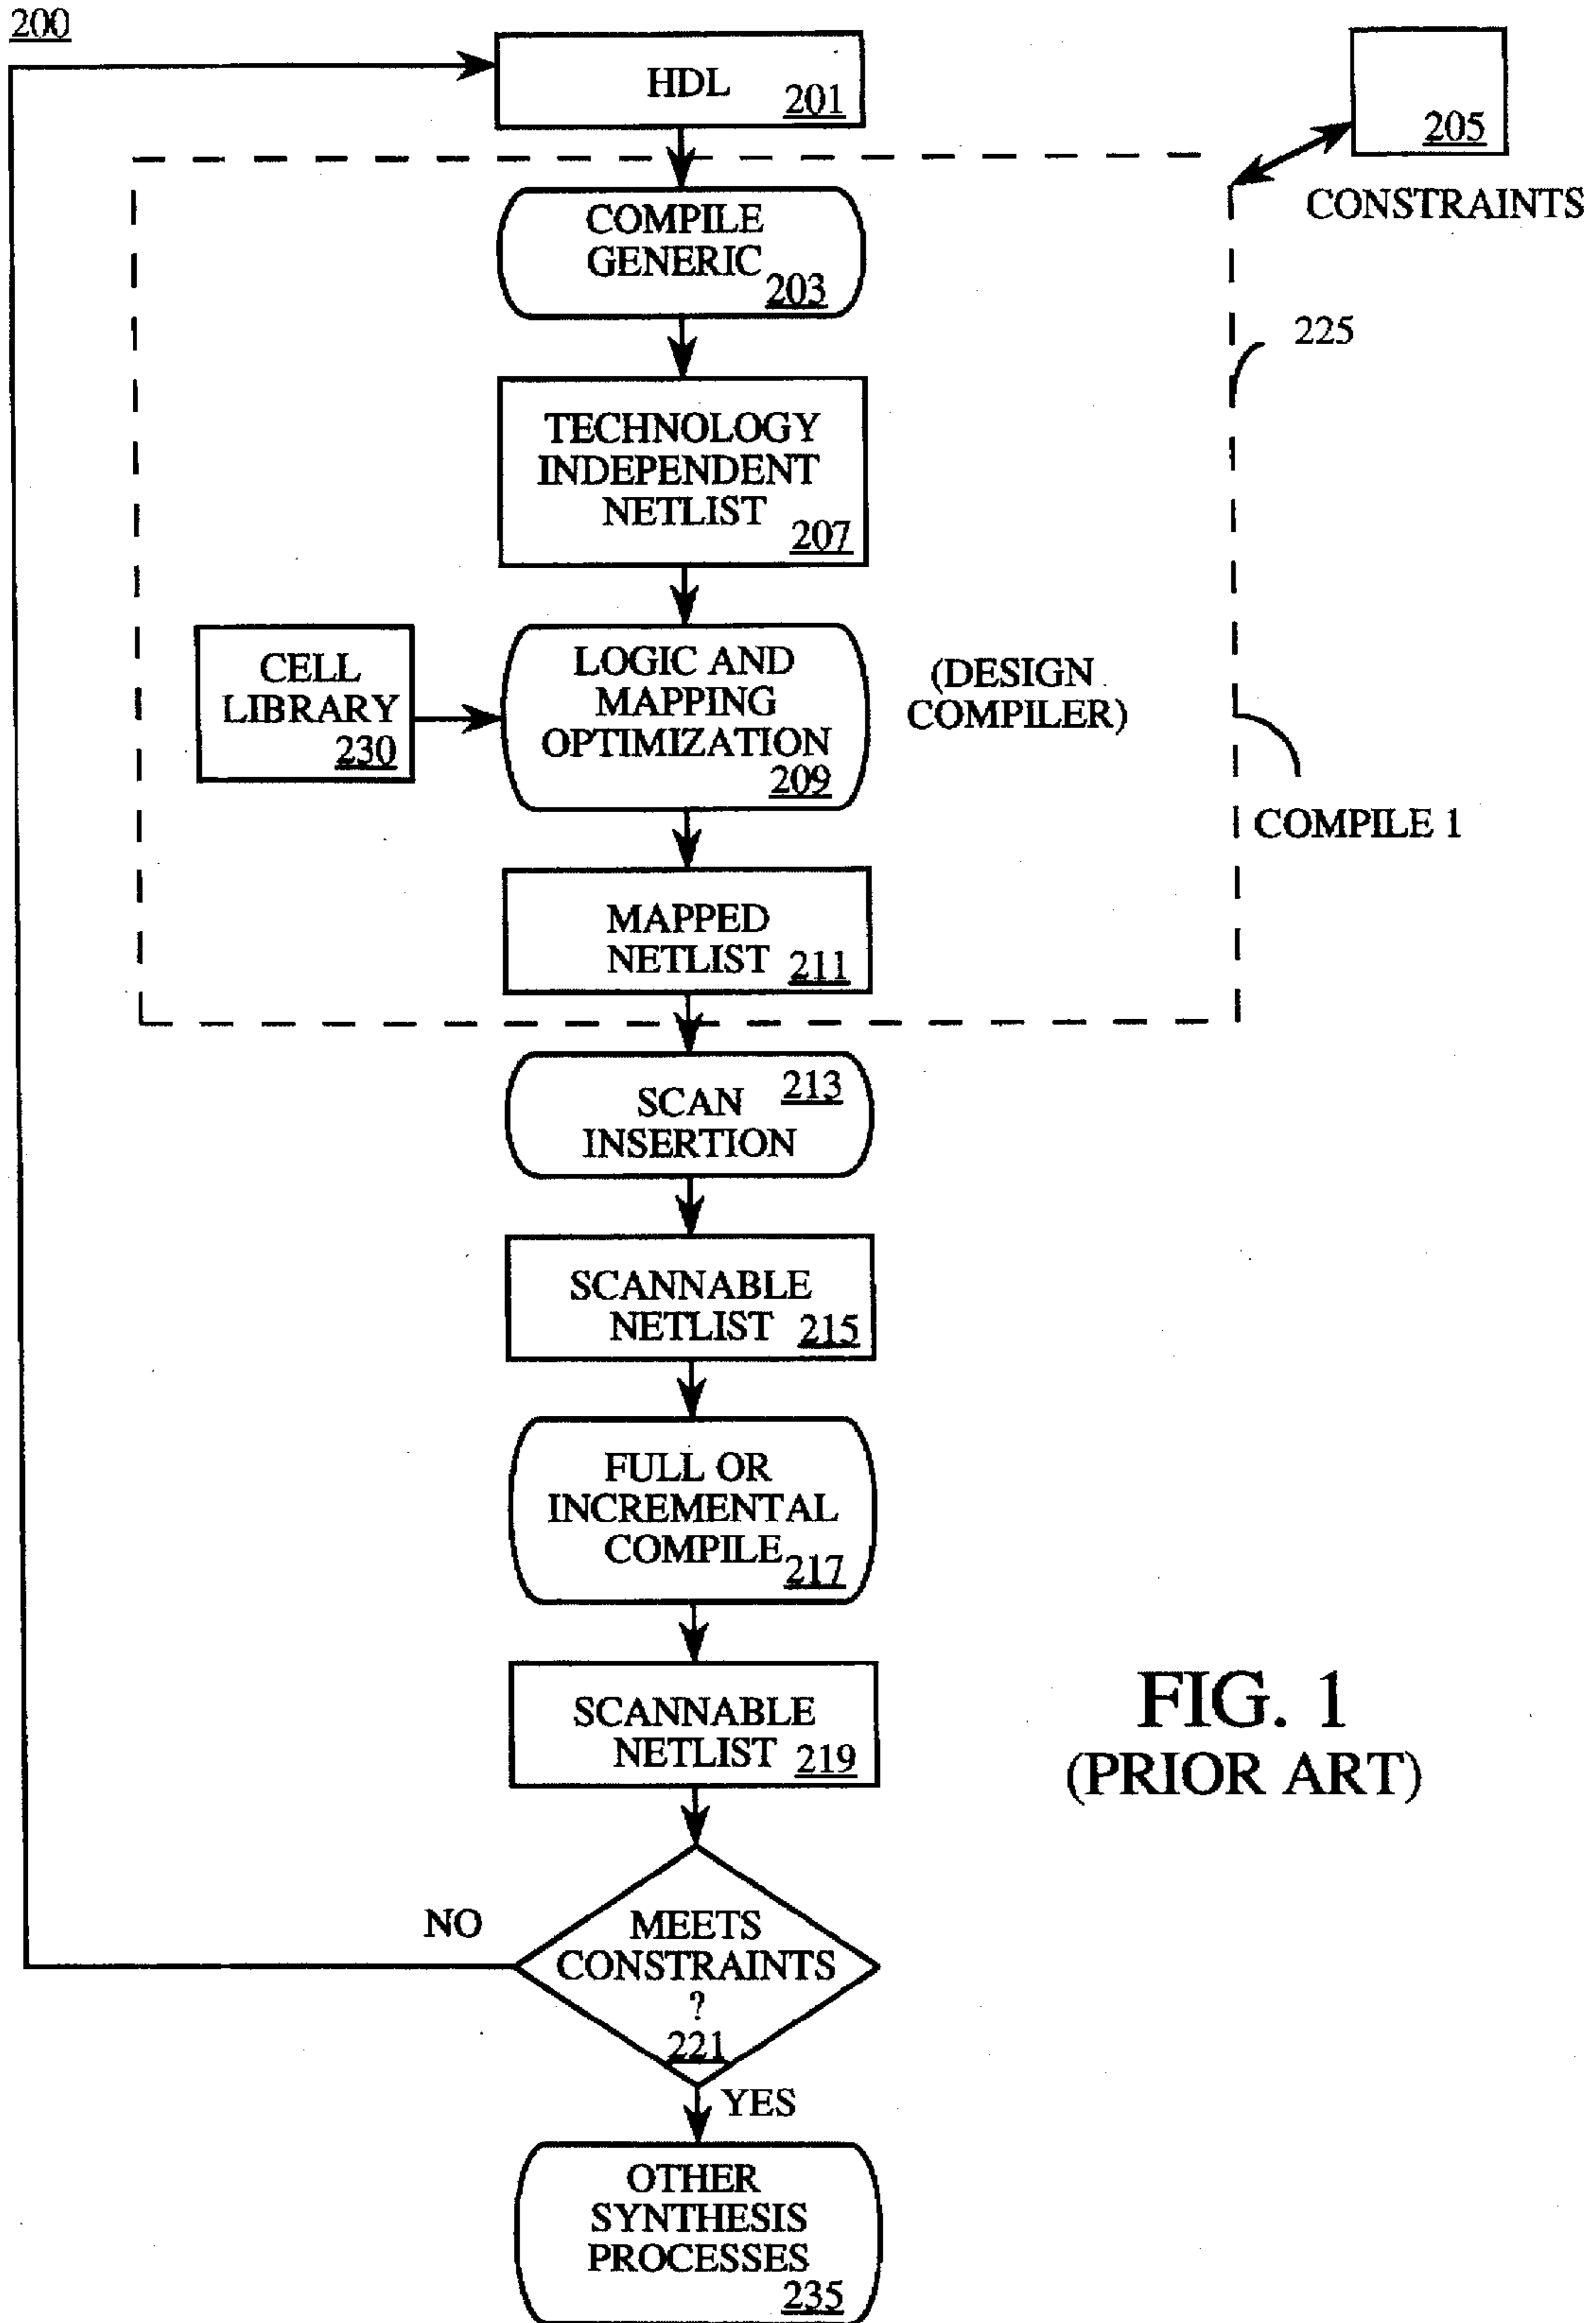 200
HDL
201
205
CONSTRAINTS
COMPILE
GENERIC
203
225
TECHNOLOGY
INDEPENDENT
NETLIST
207
CELL
LIBRARY
230
LOGIC AND
MAPPING
OPTIMIZATION
209
(DESIGN
COMPILER)
COMPILE 1
MAPPED
NETLIST
211
213
SCAN
INSERTION
SCANNABLE
NETLIST
215
FULL OR
INCREMENTAL
COMPILE
217
SCANNABLE
NETLIST
219
FIG. 1
(PRIOR ART)
NO
MEETS
CONSTRAINTS
?
221
YES
OTHER
SYNTHESIS
PROCESSES
235